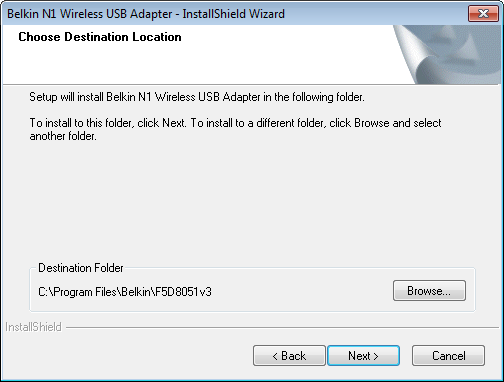 Belkin N1 Wireless USB Adapter - InstallShield Wizard
Choose Destination Location
Setup will install Belkin N1 Wireless USB Adapter in the following folder.
To install to this folder, click Next. To install to a different folder, click Browse and select
another folder.
Destination Folder
C:\Program Files\Belkin\F5D8051v3
Browse...
InstallShield
< Back
Next >
Cancel